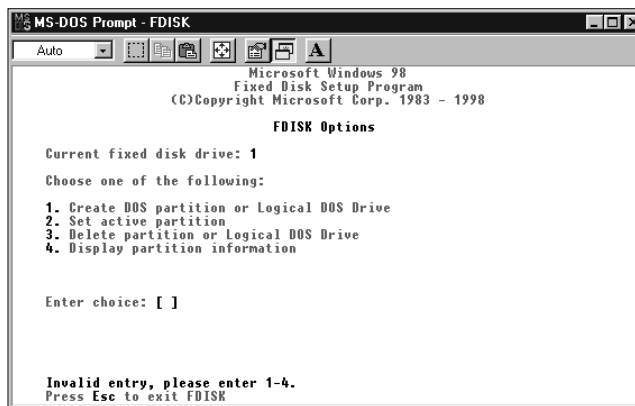 MS-DOS Prompt - FDISK
Auto
A
Microsoft Windows 98
Fixed Disk Setup Program
(C)Copyright Microsoft Corp. 1983 - 1998
FDISK Options
Current fixed disk drive: 1
Choose one of the following:
1. Create DOS partition or Logical DOS Drive
2. Set active partition
3. Delete partition or Logical DOS Drive
4. Display partition information
Enter choice: [ ]
Invalid entry, please enter 1-4.
Press Esc to exit FDISK